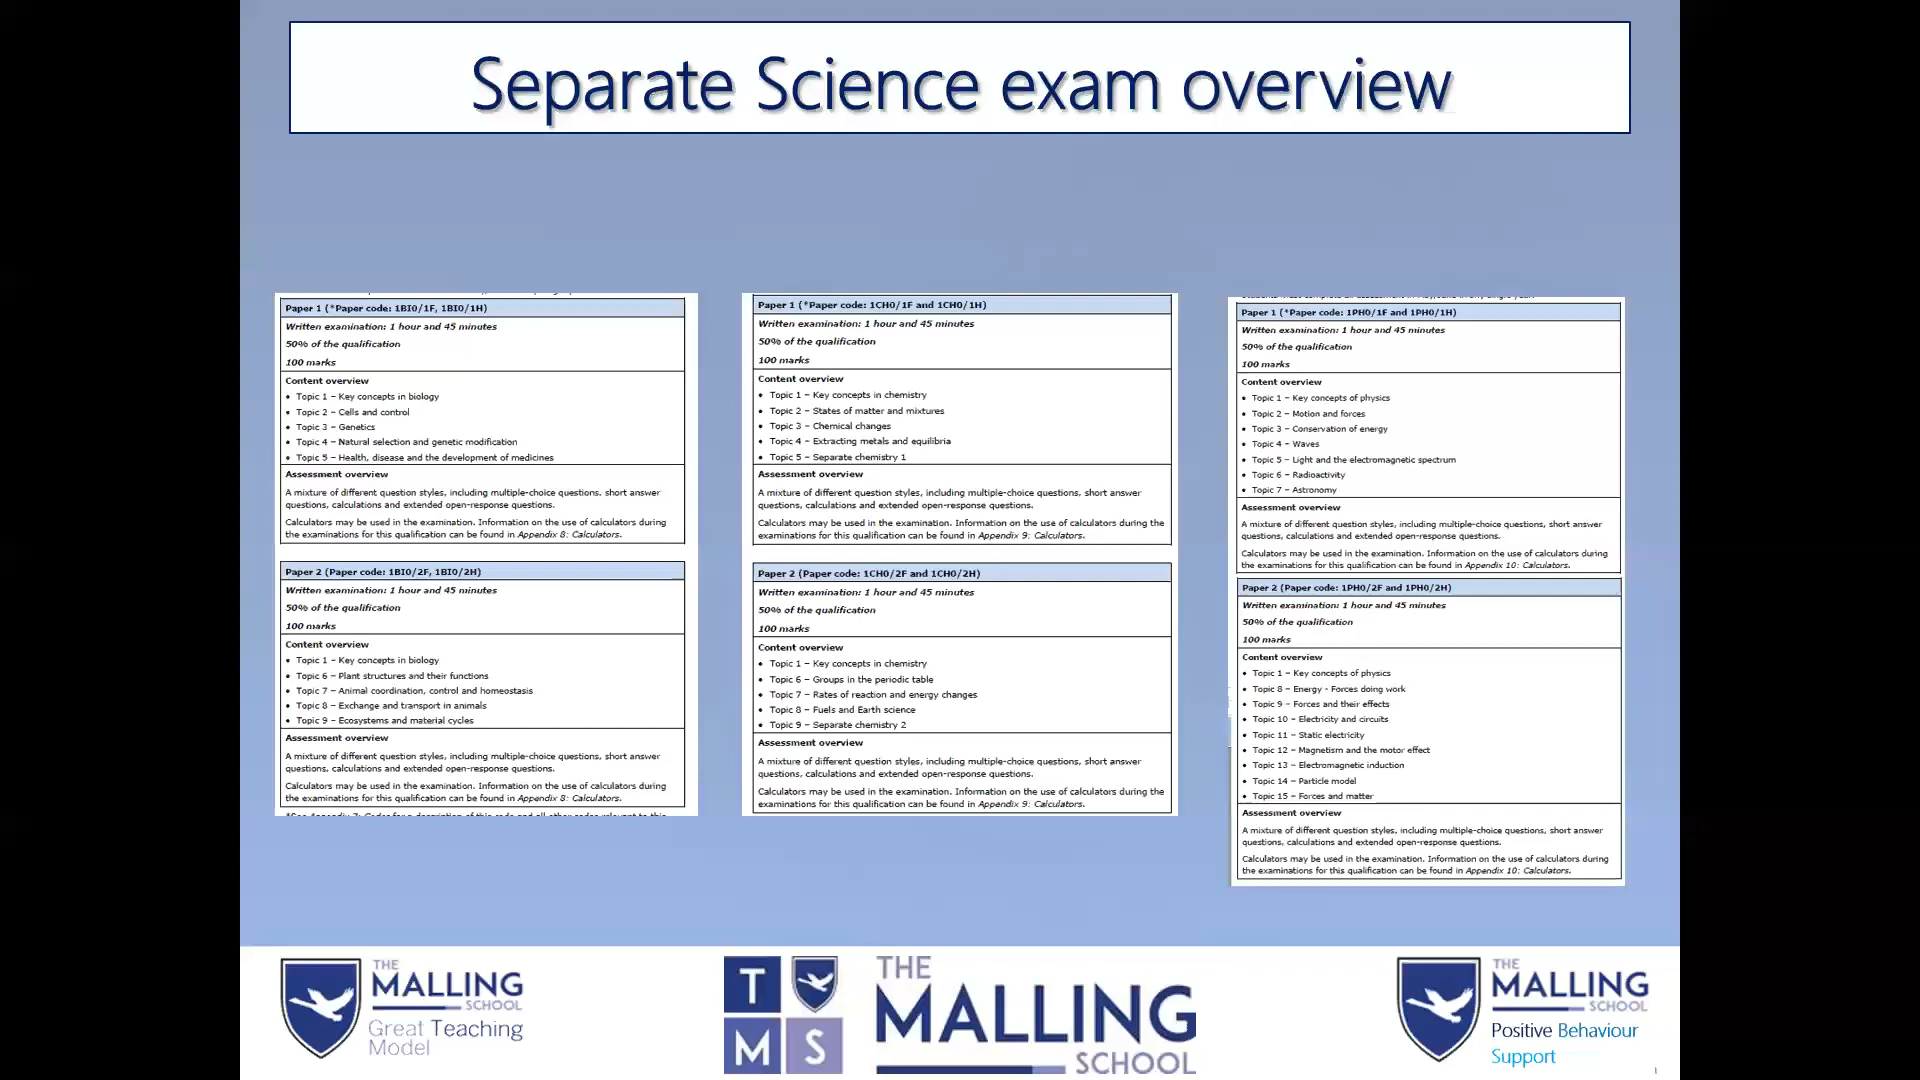 Separate Science exam overview
Paper 1 (*Paper code: 1BI0/1F, 1BI0/1H)
Written examination: 1 hour and 45 minutes
50% of the qualification
100 marks
Content overview
• Topic 1 – Key concepts in biology
• Topic 2 – Cells and control
• Topic 3 – Genetics
• Topic 4 – Natural selection and genetic modification
• Topic 5 – Health, disease and the development of medicines
Assessment overview
A mixture of different question styles, including multiple-choice questions, short answer
questions, calculations and extended open-response questions.
Calculators may be used in the examination. Information on the use of calculators during
the examinations for this qualification can be found in Appendix 8: Calculators.
Paper 2 (Paper code: 1BI0/2F, 1BI0/2H)
Written examination: 1 hour and 45 minutes
50% of the qualification
100 marks
Content overview
• Topic 1 – Key concepts in biology
• Topic 6 – Plant structures and their functions
• Topic 7 – Animal coordination, control and homeostasis
• Topic 8 – Exchange and transport in animals
• Topic 9 – Ecosystems and material cycles
Assessment overview
A mixture of different question styles, including multiple-choice questions, short answer
questions, calculations and extended open-response questions.
Calculators may be used in the examination. Information on the use of calculators during
the examinations for this qualification can be found in Appendix 8: Calculators.
Paper 1 (*Paper code: 1CH0/1F and 1CH0/1H)
Written examination: 1 hour and 45 minutes
50% of the qualification
100 marks
Content overview
• Topic 1 – Key concepts in chemistry
• Topic 2 – States of matter and mixtures
• Topic 3 – Chemical changes
• Topic 4 – Extracting metals and equilibria
• Topic 5 – Separate chemistry 1
Assessment overview
A mixture of different question styles, including multiple-choice questions, short answer
questions, calculations and extended open-response questions.
Calculators may be used in the examination. Information on the use of calculators during the
examinations for this qualification can be found in Appendix 9: Calculators.
Paper 2 (Paper code: 1CH0/2F and 1CH0/2H)
Written examination: 1 hour and 45 minutes
50% of the qualification
100 marks
Content overview
• Topic 1 – Key concepts in chemistry
• Topic 6 – Groups in the periodic table
• Topic 7 – Rates of reaction and energy changes
• Topic 8 – Fuels and Earth science
• Topic 9 – Separate chemistry 2
Assessment overview
A mixture of different question styles, including multiple-choice questions, short answer
questions, calculations and extended open-response questions.
Calculators may be used in the examination. Information on the use of calculators during the
examinations for this qualification can be found in Appendix 9: Calculators.
Paper 1 (*Paper code: 1PH0/1F and 1PH0/1H)
Written examination: 1 hour and 45 minutes
50% of the qualification
100 marks
Content overview
• Topic 1 – Key concepts of physics
• Topic 2 – Motion and forces
• Topic 3 – Conservation of energy
• Topic 4 – Waves
• Topic 5 – Light and the electromagnetic spectrum
• Topic 6 – Radioactivity
• Topic 7 – Astronomy
Assessment overview
A mixture of different question styles, including multiple-choice questions, short answer
questions, calculations and extended open-response questions.
Calculators may be used in the examination. Information on the use of calculators during
the examinations for this qualification can be found in Appendix 10: Calculators.
Paper 2 (Paper code: 1PH0/2F and 1PH0/2H)
Written examination: 1 hour and 45 minutes
50% of the qualification
100 marks
Content overview
• Topic 1 – Key concepts of physics
• Topic 8 – Energy - Forces doing work
• Topic 9 – Forces and their effects
• Topic 10 – Electricity and circuits
• Topic 11 – Static electricity
• Topic 12 – Magnetism and the motor effect
• Topic 13 – Electromagnetic induction
• Topic 14 – Particle model
• Topic 15 – Forces and matter
Assessment overview
A mixture of different question styles, including multiple-choice questions, short answer
questions, calculations and extended open-response questions.
Calculators may be used in the examination. Information on the use of calculators during
the examinations for this qualification can be found in Appendix 10: Calculators.
THE
MALLING
SCHOOL
Great Teaching
Model
T
M S
THE
MALLING
SCHOOL
THE
MALLING
SCHOOL
Positive Behaviour
Support